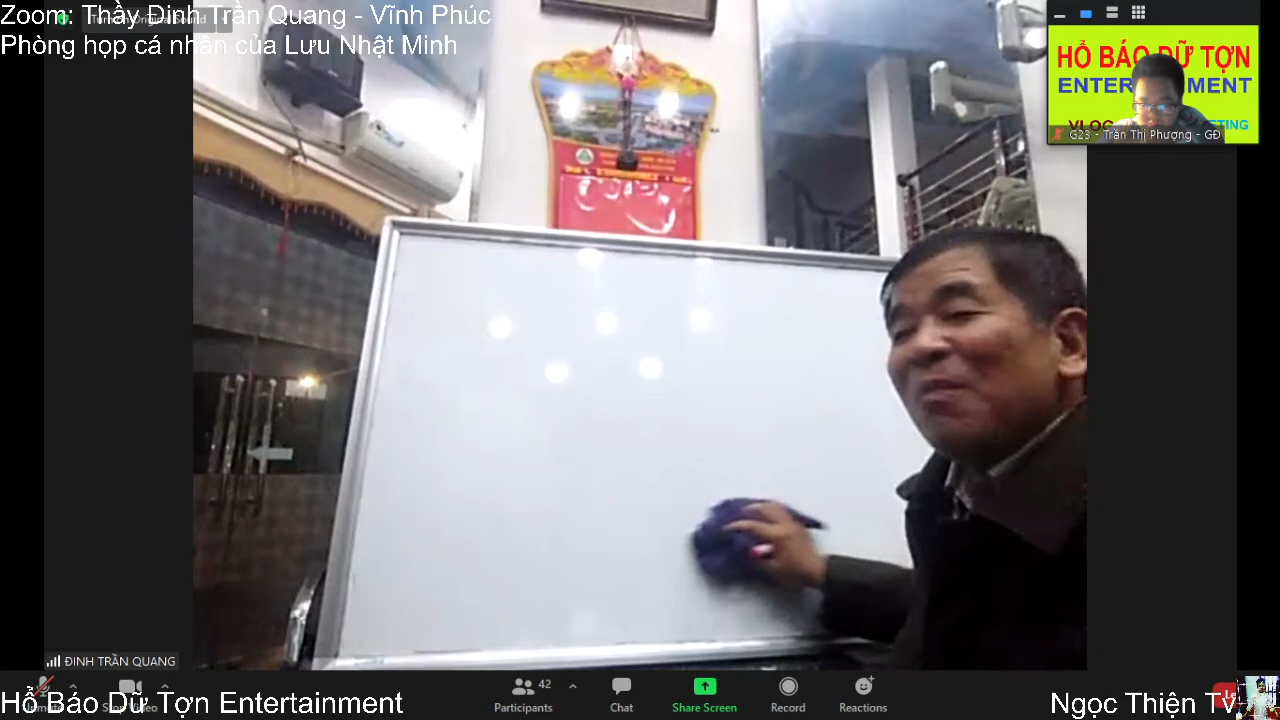 Zoom: Thầy Đinh Trần Quang - Vĩnh Phúc
Phòng họp cá nhân của Lưu Nhật Minh
HỔ BÁO DỮ TỢN
G23 - Trần Thị Phượng - GĐ
ĐINH TRẦN QUANG
Stop Video
42
Participants
Chat
Share Screen
Record
Reactions
Hổ Báo Dữ Tợn Entertainment
Ngọc Thiện Tv